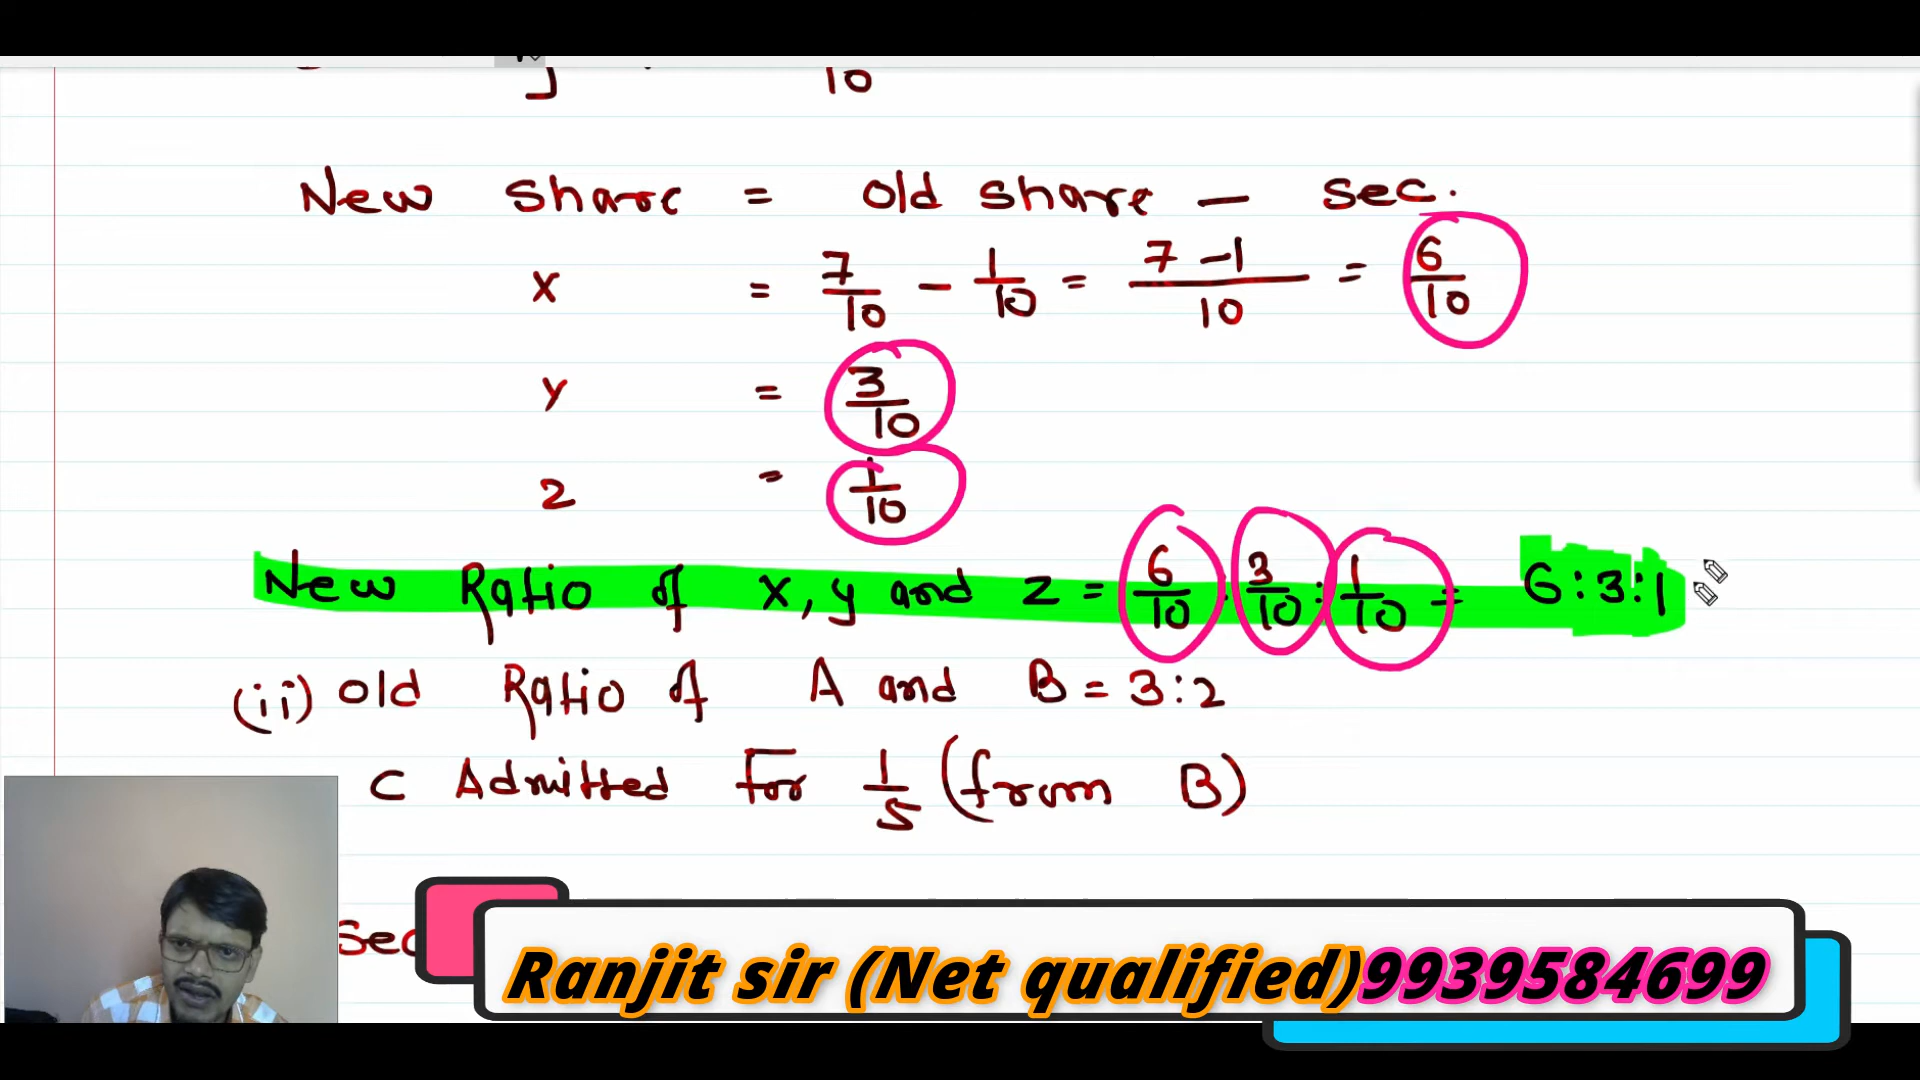 10
New share = old share — sec.
X = 7/10 - 1/10 = 7-1/10 = 6/10
y = 3/10
z = 1/10
New Ratio of x, y and z = 6/10 : 3/10 : 1/10 = 6:3:1
(ii) old Ratio of A and B = 3:2
C Admitted for 1/5 (from B)
Sec
Ranjit sir (Net qualified)9939584699